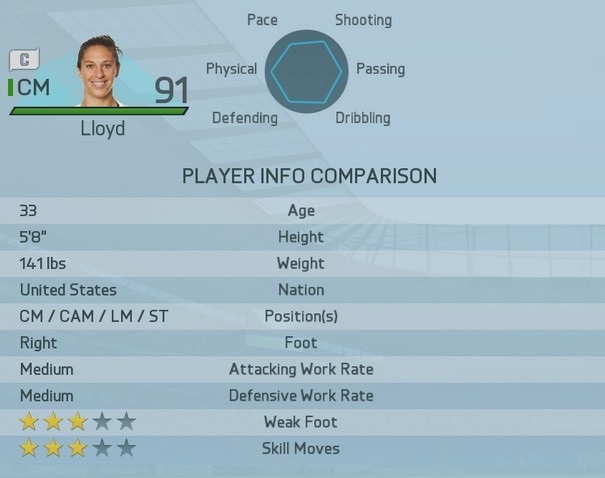 Pace Shooting
C
CM 91
Physical Passing
Lloyd
Defending Dribbling
PLAYER INFO COMPARISON
33 Age
5'8" Height
141 lbs Weight
United States Nation
CM / CAM / LM / ST Position(s)
Right Foot
Medium Attacking Work Rate
Medium Defensive Work Rate
Weak Foot
Skill Moves